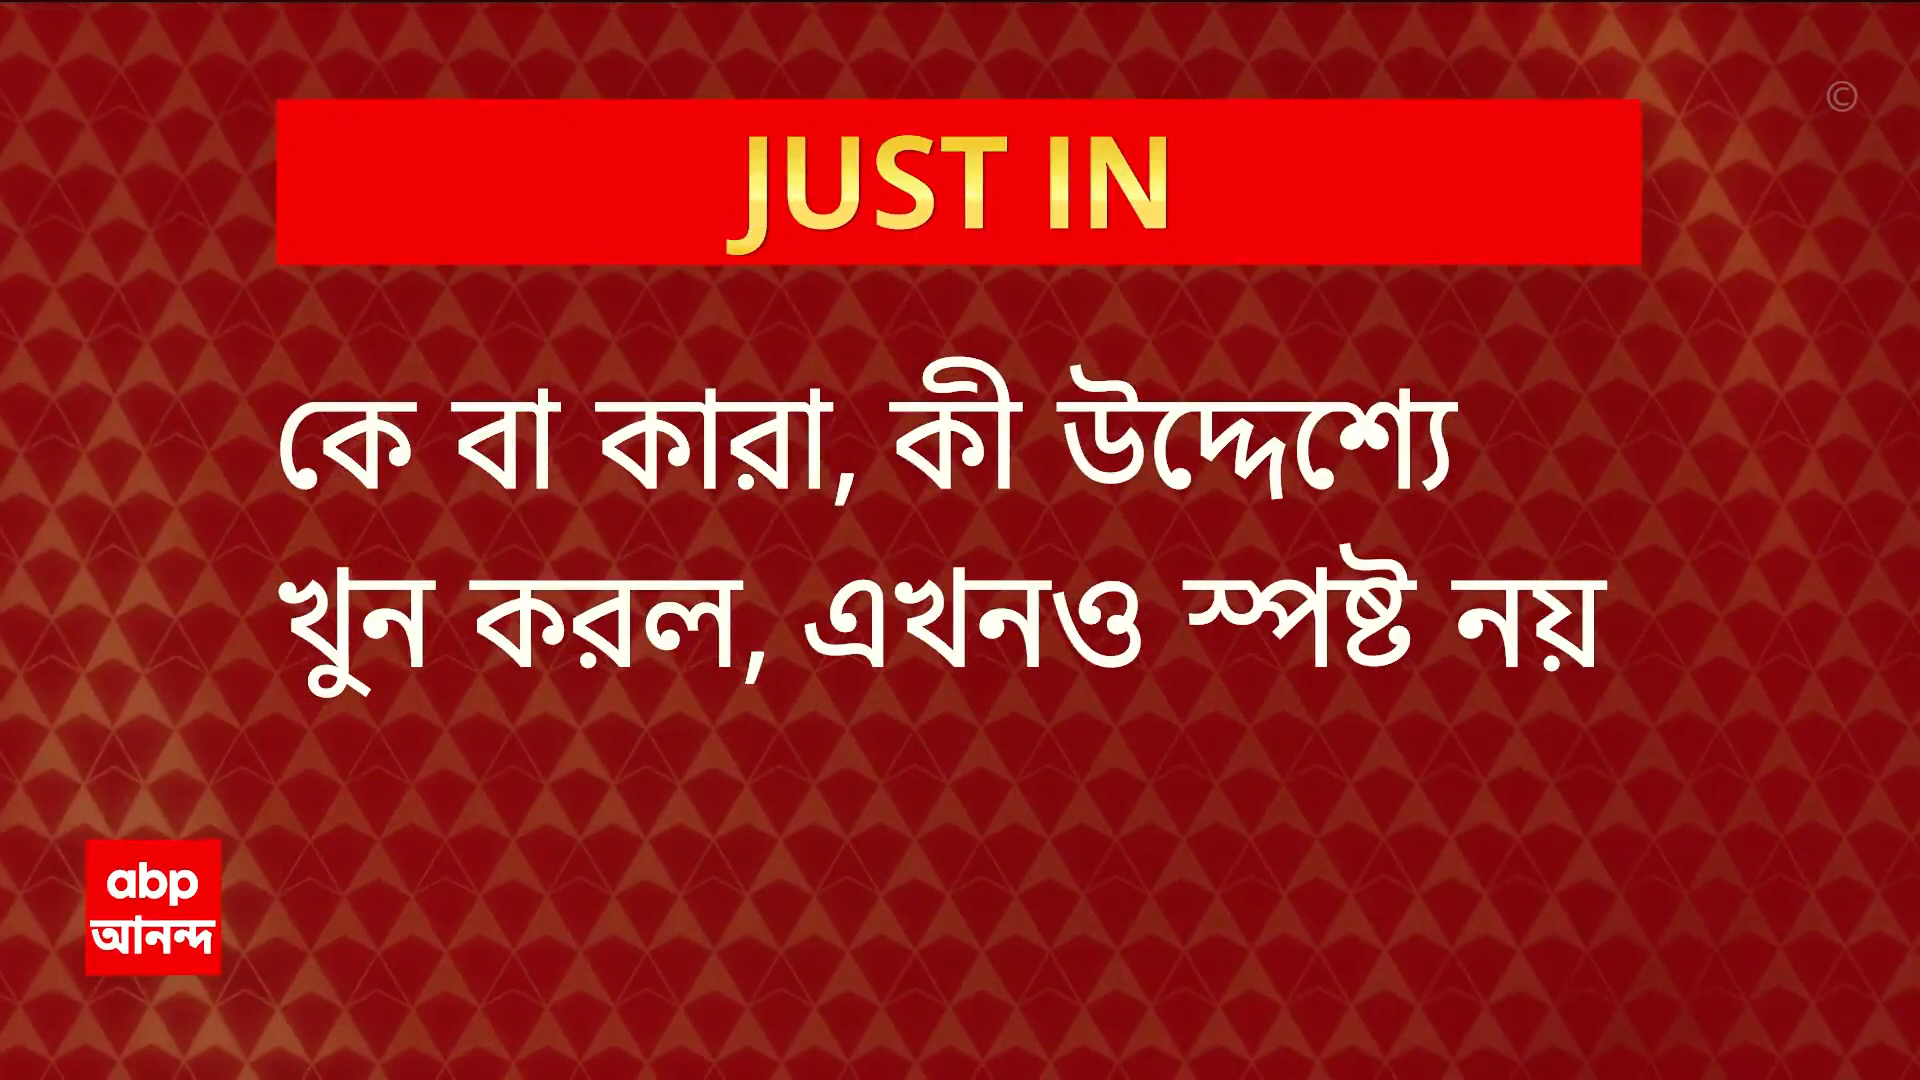 ©
JUST IN
কে বা কারা, কী উদ্দেশ্যে
খুন করল, এখনও স্পষ্ট নয়
abp
আনন্দ